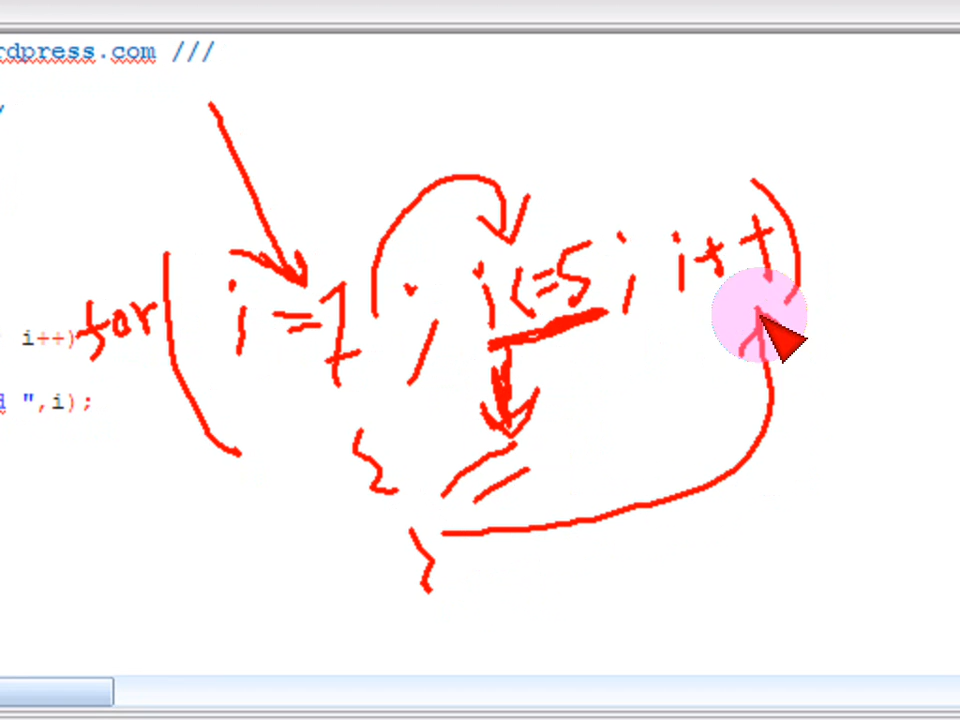 rdpress.com ///
for( i=1 ; i<=5 ; i++)
i++)
d ",i);
{
}